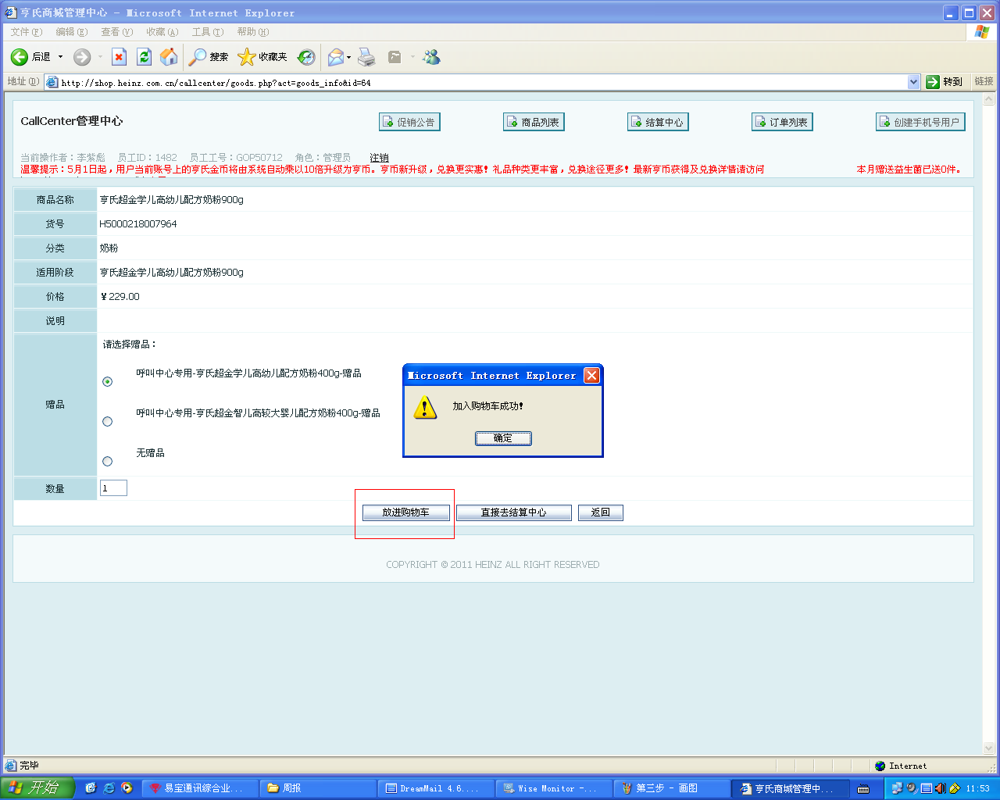 亨氏商城管理中心 - Microsoft Internet Explorer
文件(F) 编辑(E) 查看(V) 收藏(A) 工具(T) 帮助(H)
后退 搜索 收藏夹
地址(D) http://shop.heinz.com.cn/callcenter/goods.php?act=goods_info&id=64 转到 链接
CallCenter管理中心 促销公告 商品列表 结算中心 订单列表 创建手机号用户
当前操作者：李紫彪 员工ID：1482 员工工号：GOP50712 角色：管理员 注销
温馨提示：5月1日起，用户当前账号上的亨氏金币将由系统自动乘以10倍升级为亨币。亨币新升级，兑换更实惠！礼品种类更丰富，兑换途径更多！最新亨币获得及兑换详情请访问 本月赠送益生菌已送0件。
商品名称 亨氏超金学儿高幼儿配方奶粉900g
货号 H5000218007964
分类 奶粉
适用阶段 亨氏超金学儿高幼儿配方奶粉900g
价格 ￥229.00
说明
赠品 请选择赠品：
呼叫中心专用-亨氏超金学儿高幼儿配方奶粉400g-赠品
呼叫中心专用-亨氏超金智儿高较大婴儿配方奶粉400g-赠品
无赠品
Microsoft Internet Explorer
加入购物车成功！
确定
数量 1
放进购物车 直接去结算中心 返回
COPYRIGHT © 2011 HEINZ ALL RIGHT RESERVED
完毕 Internet
开始 易宝通讯综合业... 周报 DreamMail 4.6.... Wise Monitor -... 第三步 - 画图 亨氏商城管理中... 11:53